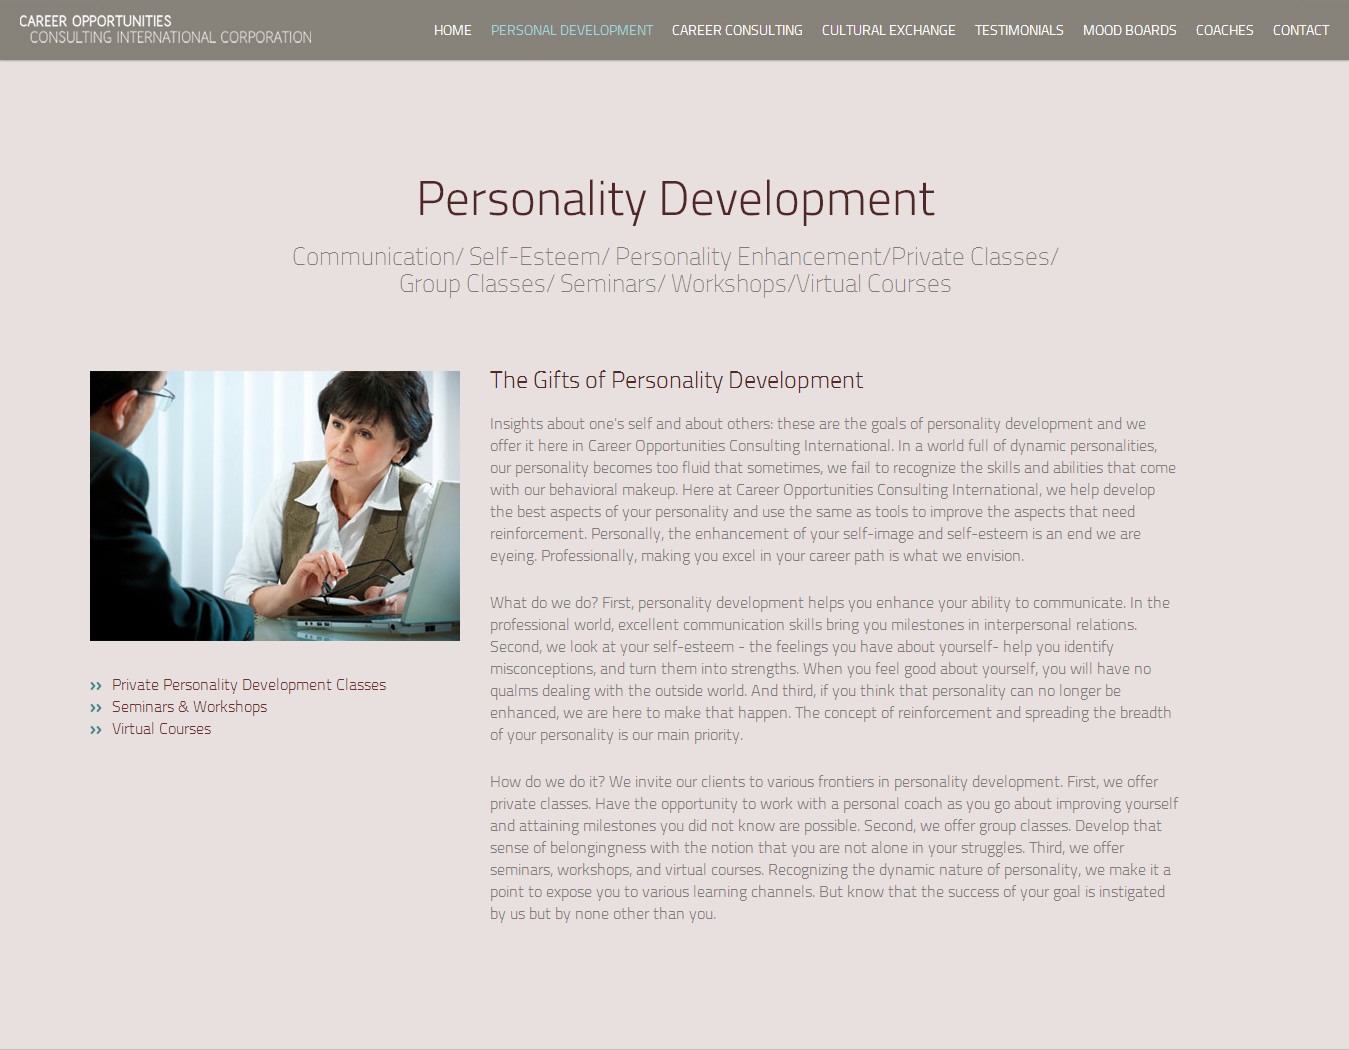 CAREER OPPORTUNITIES
CONSULTING INTERNATIONAL CORPORATION
HOME PERSONAL DEVELOPMENT CAREER CONSULTING CULTURAL EXCHANGE TESTIMONIALS MOOD BOARDS COACHES CONTACT
Personality Development
Communication/ Self-Esteem/ Personality Enhancement/Private Classes/
Group Classes/ Seminars/ Workshops/Virtual Courses
›› Private Personality Development Classes
›› Seminars & Workshops
›› Virtual Courses
The Gifts of Personality Development
Insights about one's self and about others: these are the goals of personality development and we
offer it here in Career Opportunities Consulting International. In a world full of dynamic personalities,
our personality becomes too fluid that sometimes, we fail to recognize the skills and abilities that come
with our behavioral makeup. Here at Career Opportunities Consulting International, we help develop
the best aspects of your personality and use the same as tools to improve the aspects that need
reinforcement. Personally, the enhancement of your self-image and self-esteem is an end we are
eyeing. Professionally, making you excel in your career path is what we envision.
What do we do? First, personality development helps you enhance your ability to communicate. In the
professional world, excellent communication skills bring you milestones in interpersonal relations.
Second, we look at your self-esteem - the feelings you have about yourself- help you identify
misconceptions, and turn them into strengths. When you feel good about yourself, you will have no
qualms dealing with the outside world. And third, if you think that personality can no longer be
enhanced, we are here to make that happen. The concept of reinforcement and spreading the breadth
of your personality is our main priority.
How do we do it? We invite our clients to various frontiers in personality development. First, we offer
private classes. Have the opportunity to work with a personal coach as you go about improving yourself
and attaining milestones you did not know are possible. Second, we offer group classes. Develop that
sense of belongingness with the notion that you are not alone in your struggles. Third, we offer
seminars, workshops, and virtual courses. Recognizing the dynamic nature of personality, we make it a
point to expose you to various learning channels. But know that the success of your goal is instigated
by us but by none other than you.